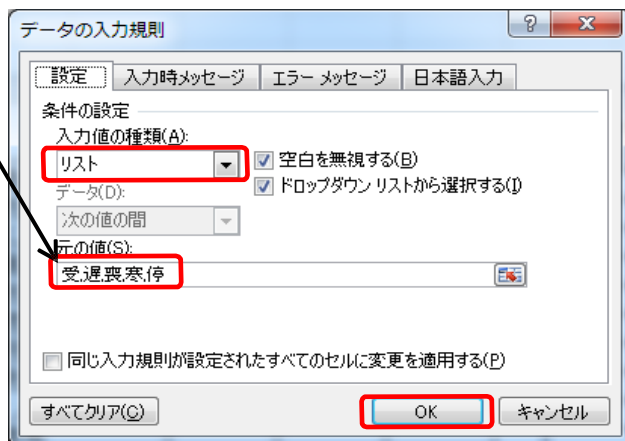 データの入力規則
設定 入力時メッセージ エラー メッセージ 日本語入力
条件の設定
入力値の種類(A):
リスト
空白を無視する(B)
データ(D):
ドロップダウン リストから選択する(I)
次の値の間
元の値(S):
受,遅,喪,寒,停
同じ入力規則が設定されたすべてのセルに変更を適用する(P)
すべてクリア(C) OK キャンセル